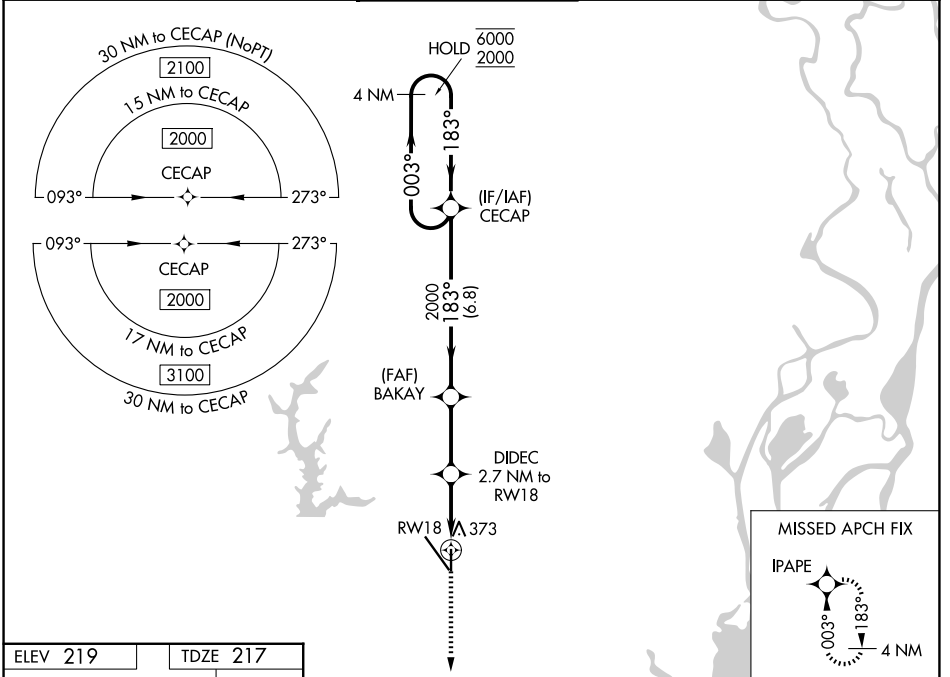 30 NM to CECAP (NoPT)
2100
15 NM to CECAP
2000
CECAP
093°
273°
093°
273°
CECAP
2000
17 NM to CECAP
3100
30 NM to CECAP
HOLD 6000
2000
4 NM
183°
003°
(IF/IAF)
CECAP
2000
183°
(6.8)
(FAF)
BAKAY
DIDEC
2.7 NM to
RW18
RW18
373
MISSED APCH FIX
IPAPE
003°
183°
4 NM
ELEV 219
TDZE 217